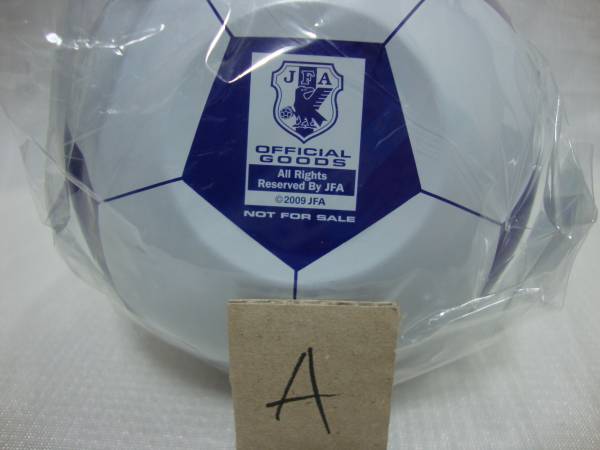 JFA
OFFICIAL
GOODS
All Rights
Reserved By JFA
©2009 JFA
NOT FOR SALE
A